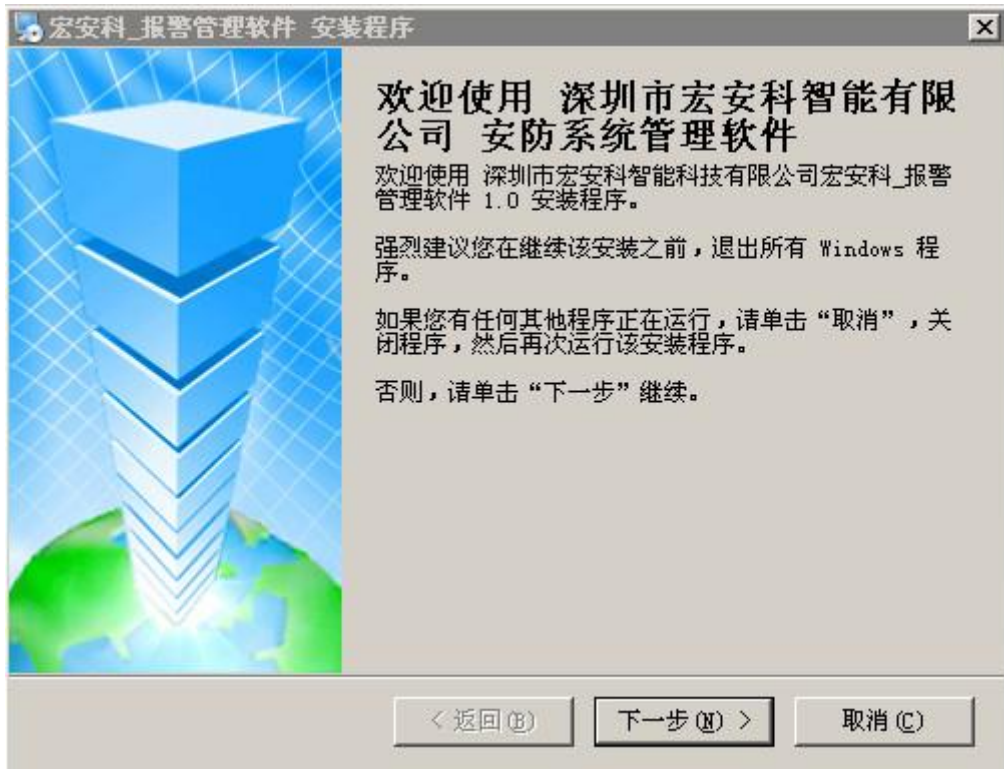 宏安科_报警管理软件 安装程序
欢迎使用 深圳市宏安科智能有限
公司 安防系统管理软件
欢迎使用 深圳市宏安科智能科技有限公司宏安科_报警
管理软件 1.0 安装程序。
强烈建议您在继续该安装之前，退出所有 Windows 程
序。
如果您有任何其他程序正在运行，请单击“取消”，关
闭程序，然后再次运行该安装程序。
否则，请单击“下一步”继续。
< 返回(B)
下一步(N) >
取消(C)